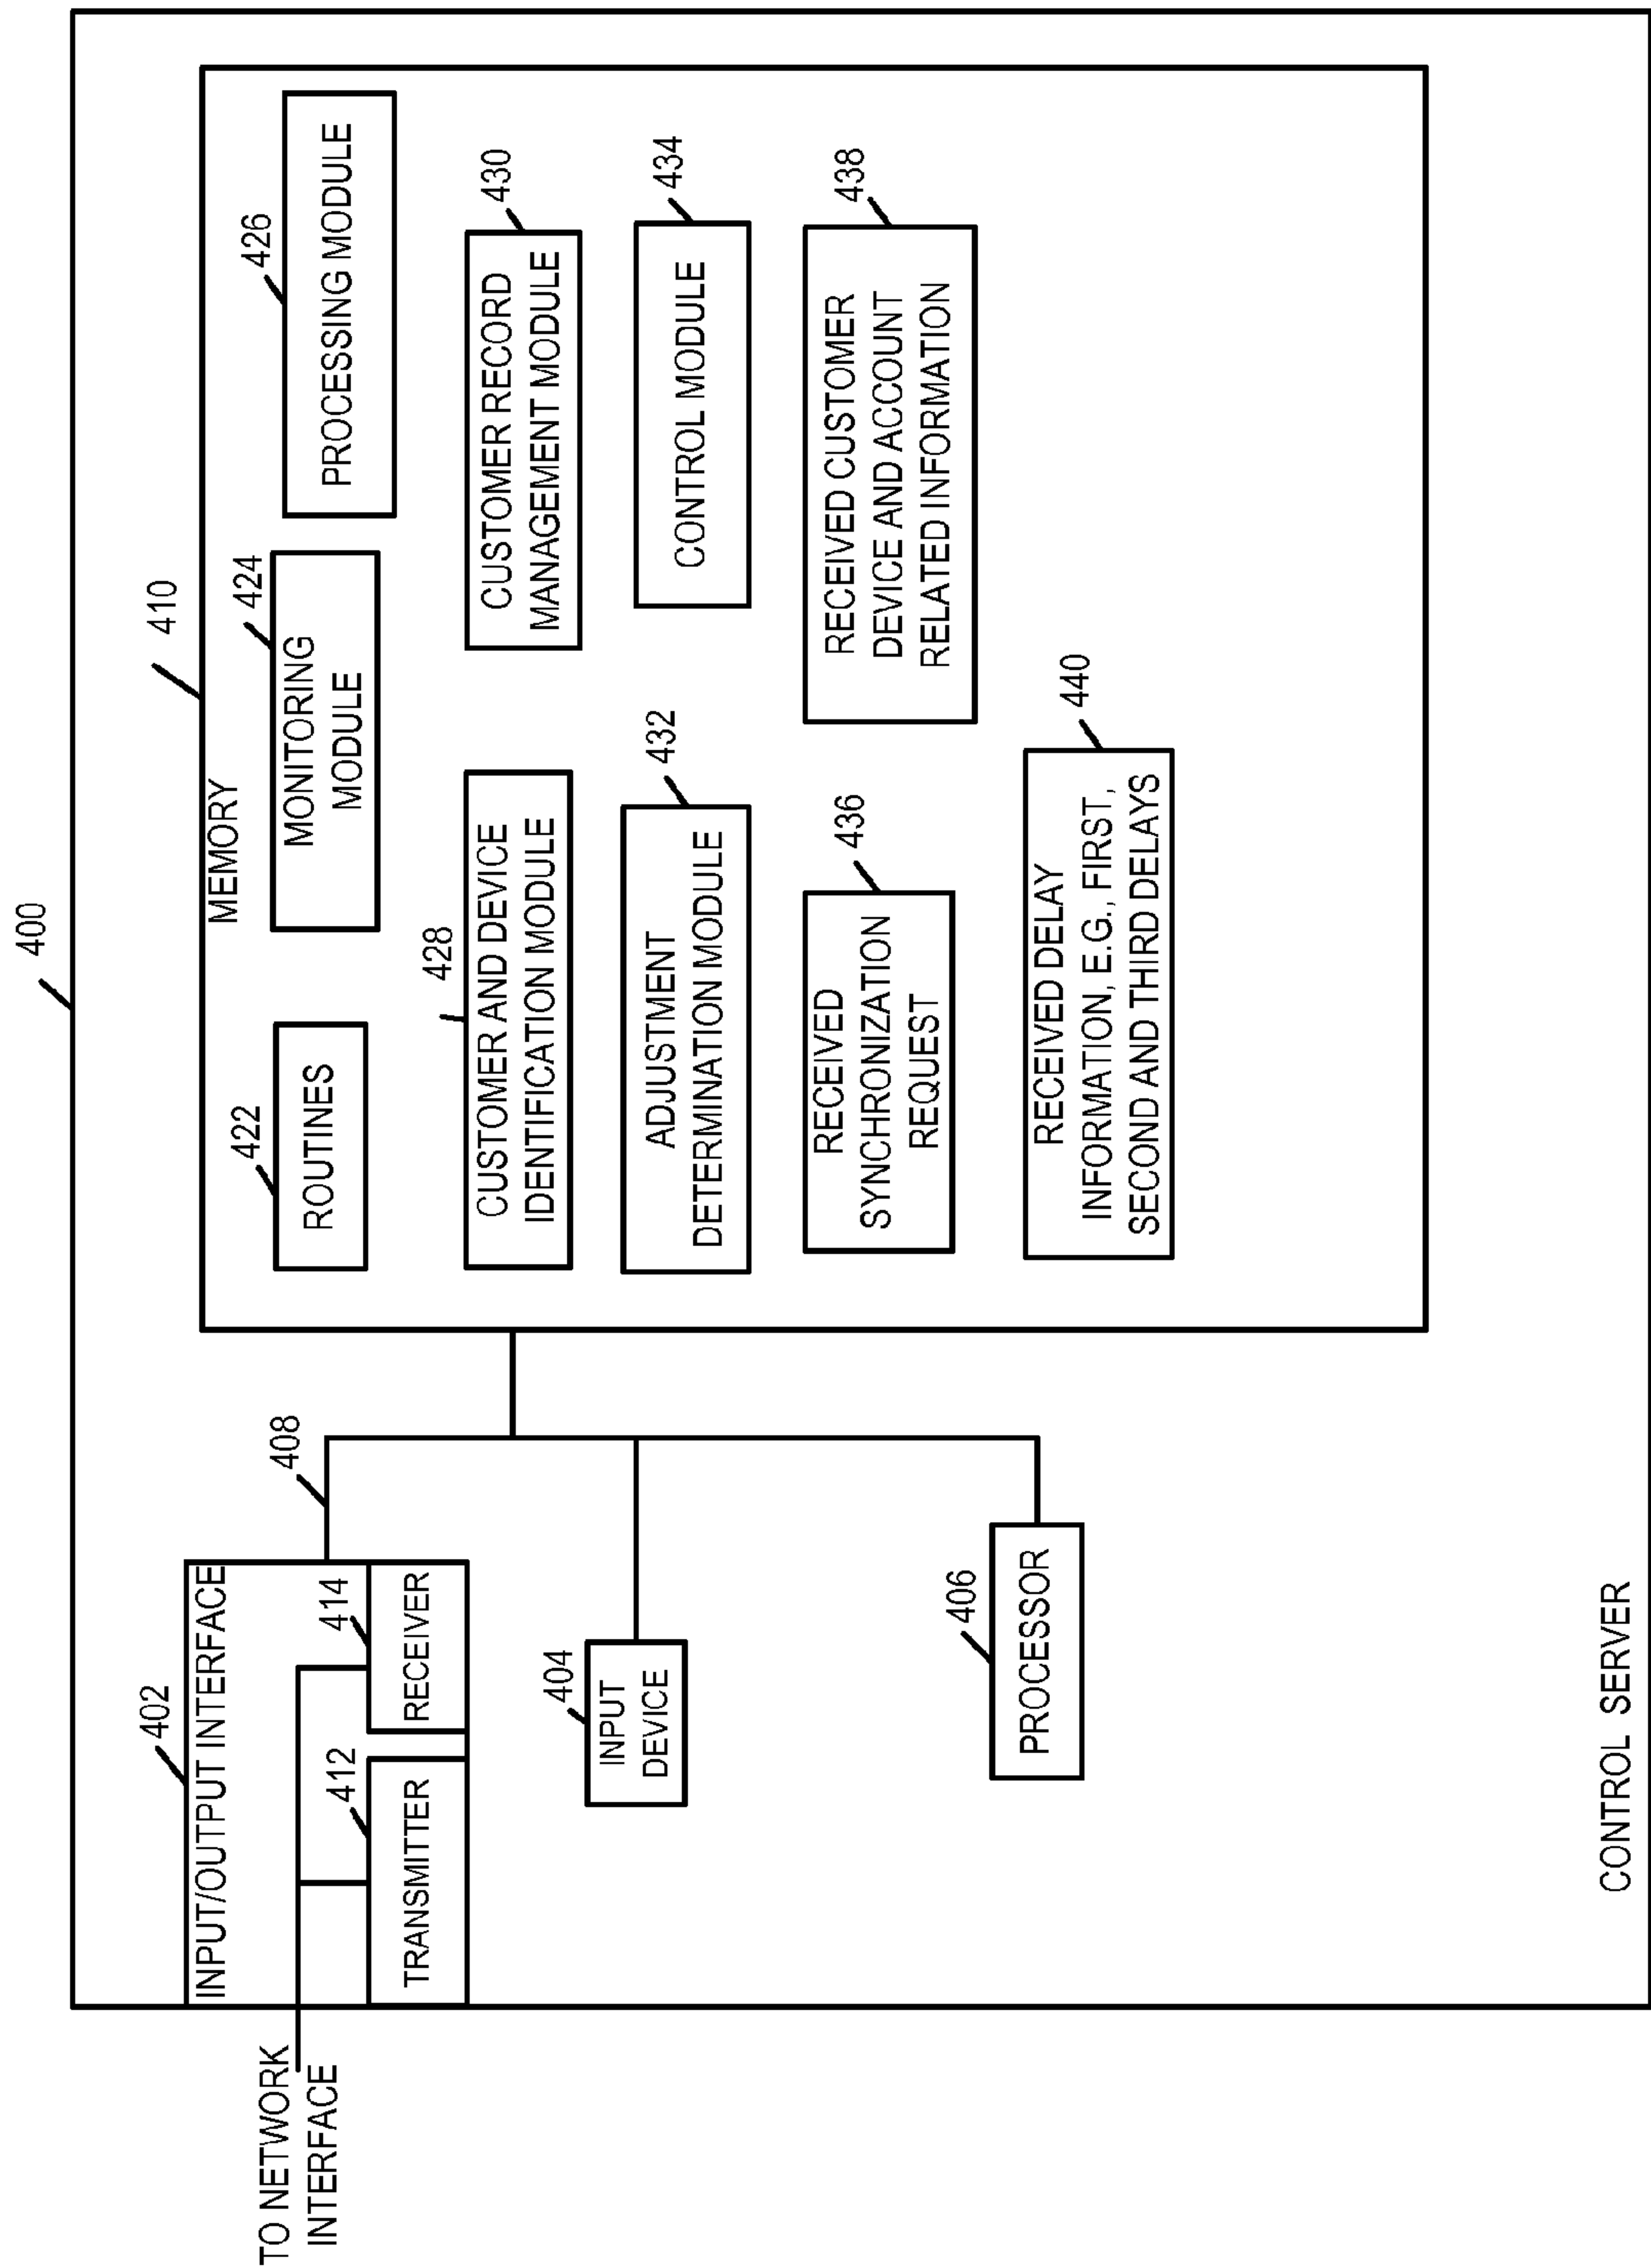 400
TO NETWORK
INTERFACE
402
INPUT/OUTPUT INTERFACE
412
TRANSMITTER
414
RECEIVER
408
404
INPUT
DEVICE
406
PROCESSOR
410
MEMORY
422
ROUTINES
424
MONITORING
MODULE
426
PROCESSING MODULE
428
CUSTOMER AND DEVICE
IDENTIFICATION MODULE
430
CUSTOMER RECORD
MANAGEMENT MODULE
432
ADJUSTMENT
DETERMINATION MODULE
434
CONTROL MODULE
436
RECEIVED
SYNCHRONIZATION
REQUEST
438
RECEIVED CUSTOMER
DEVICE AND ACCOUNT
RELATED INFORMATION
440
RECEIVED DELAY
INFORMATION, E.G., FIRST,
SECOND AND THIRD DELAYS
CONTROL SERVER